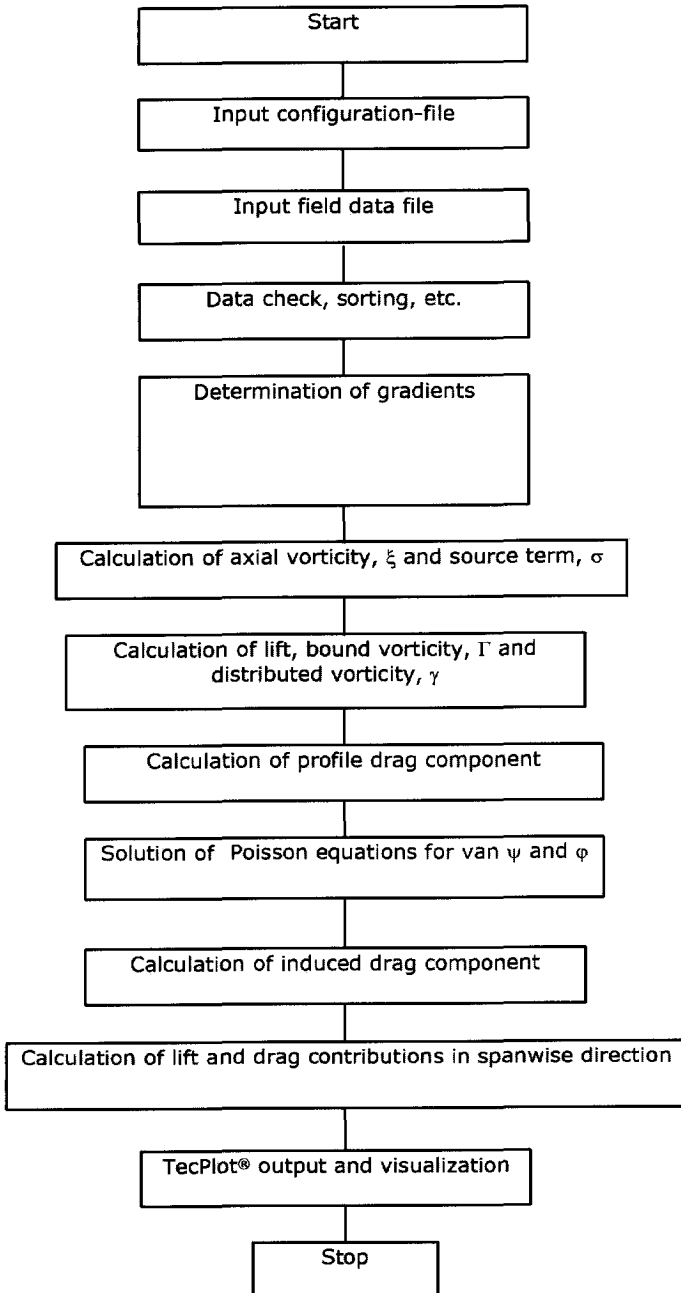 Start
Input configuration-file
Input field data file
Data check, sorting, etc.
Determination of gradients
Calculation of axial vorticity, ξ and source term, σ
Calculation of lift, bound vorticity, Γ and
distributed vorticity, γ
Calculation of profile drag component
Solution of Poisson equations for van ψ and φ
Calculation of induced drag component
Calculation of lift and drag contributions in spanwise direction
TecPlot® output and visualization
Stop